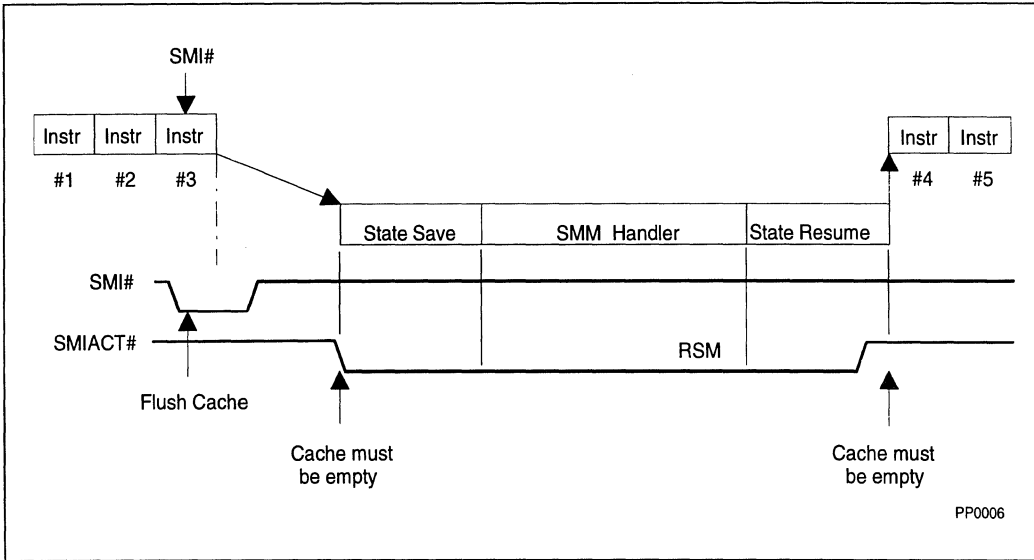 SMI#
Instr Instr Instr
#1 #2 #3
Instr Instr
#4 #5
State Save SMM Handler State Resume
SMI#
SMIACT#
RSM
Flush Cache
Cache must
be empty
Cache must
be empty
PP0006